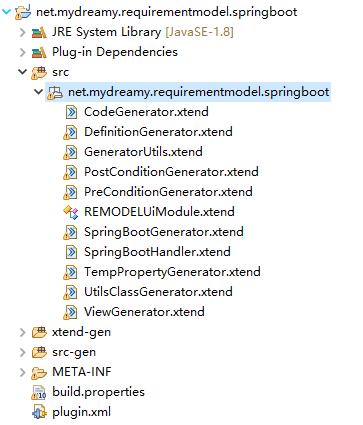 net.mydreamy.requirementmodel.springboot
JRE System Library [JavaSE-1.8]
Plug-in Dependencies
src
net.mydreamy.requirementmodel.springboot
CodeGenerator.xtend
DefinitionGenerator.xtend
GeneratorUtils.xtend
PostConditionGenerator.xtend
PreConditionGenerator.xtend
REMODELUiModule.xtend
SpringBootGenerator.xtend
SpringBootHandler.xtend
TempPropertyGenerator.xtend
UtilsClassGenerator.xtend
ViewGenerator.xtend
xtend-gen
src-gen
META-INF
build.properties
plugin.xml